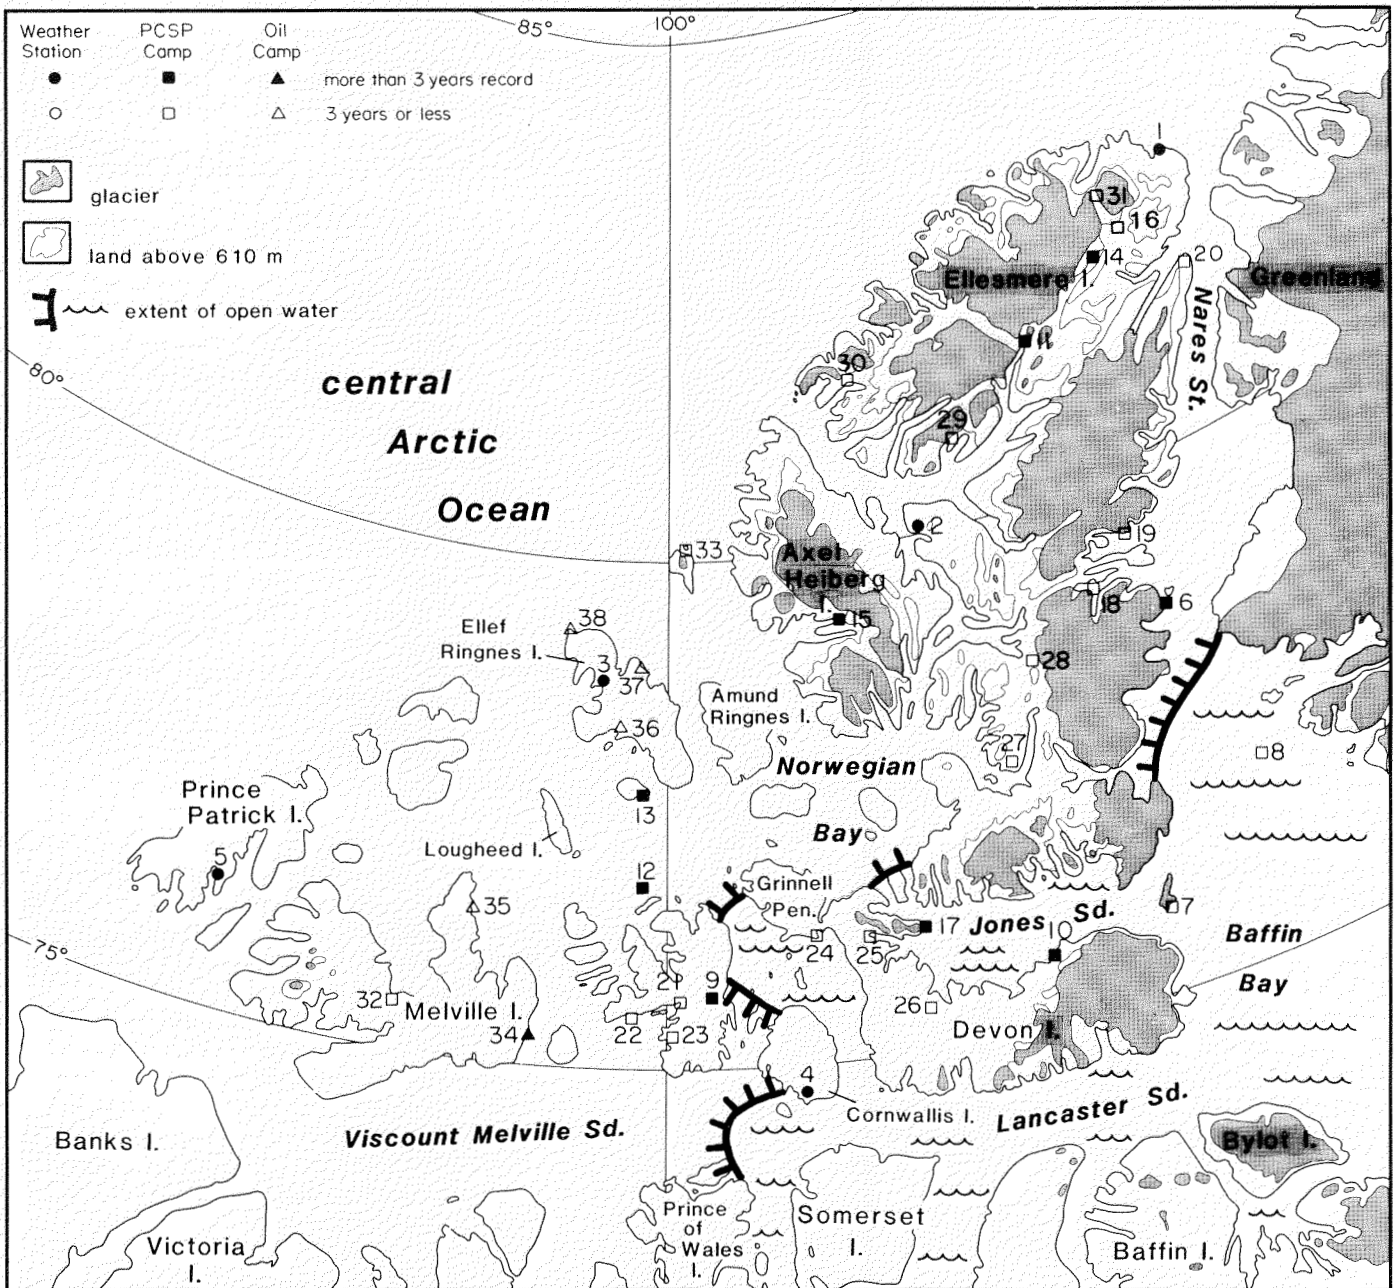 85°
100°
Weather Station
PCSP Camp
Oil Camp
more than 3 years record
3 years or less
glacier
land above 610 m
extent of open water
1
31
16
14
20
Ellesmere I.
Greenland
Nares St.
11
80°
30
central
Arctic
Ocean
29
2
33
Axel
Heiberg
I.
15
19
18
6
38
Ellef
Ringnes I.
3
37
28
Amund
Ringnes I.
36
27
8
Norwegian
Bay
Prince
Patrick I.
13
Lougheed I.
5
12
Grinnell
Pen.
35
7
17
Jones Sd.
10
24
25
Baffin
Bay
75°
21
9
32
Melville I.
26
34
22
23
Devon I.
4
Cornwallis I.
Lancaster Sd.
Banks I.
Viscount Melville Sd.
Bylot I.
Prince
of
Wales
I.
Somerset
I.
Victoria
I.
Baffin I.